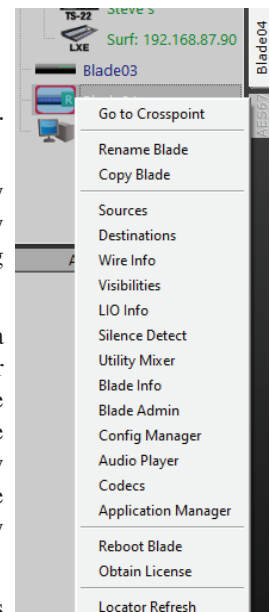 TS-22
Steve's
LXE
Surf: 192.168.87.90
Blade03
R
Blade04
AES67
Go to Crosspoint
Rename Blade
Copy Blade
Sources
Destinations
Wire Info
Visibilities
LIO Info
Silence Detect
Utility Mixer
Blade Info
Blade Admin
Config Manager
Audio Player
Codecs
Application Manager
Reboot Blade
Obtain License
Locator Refresh